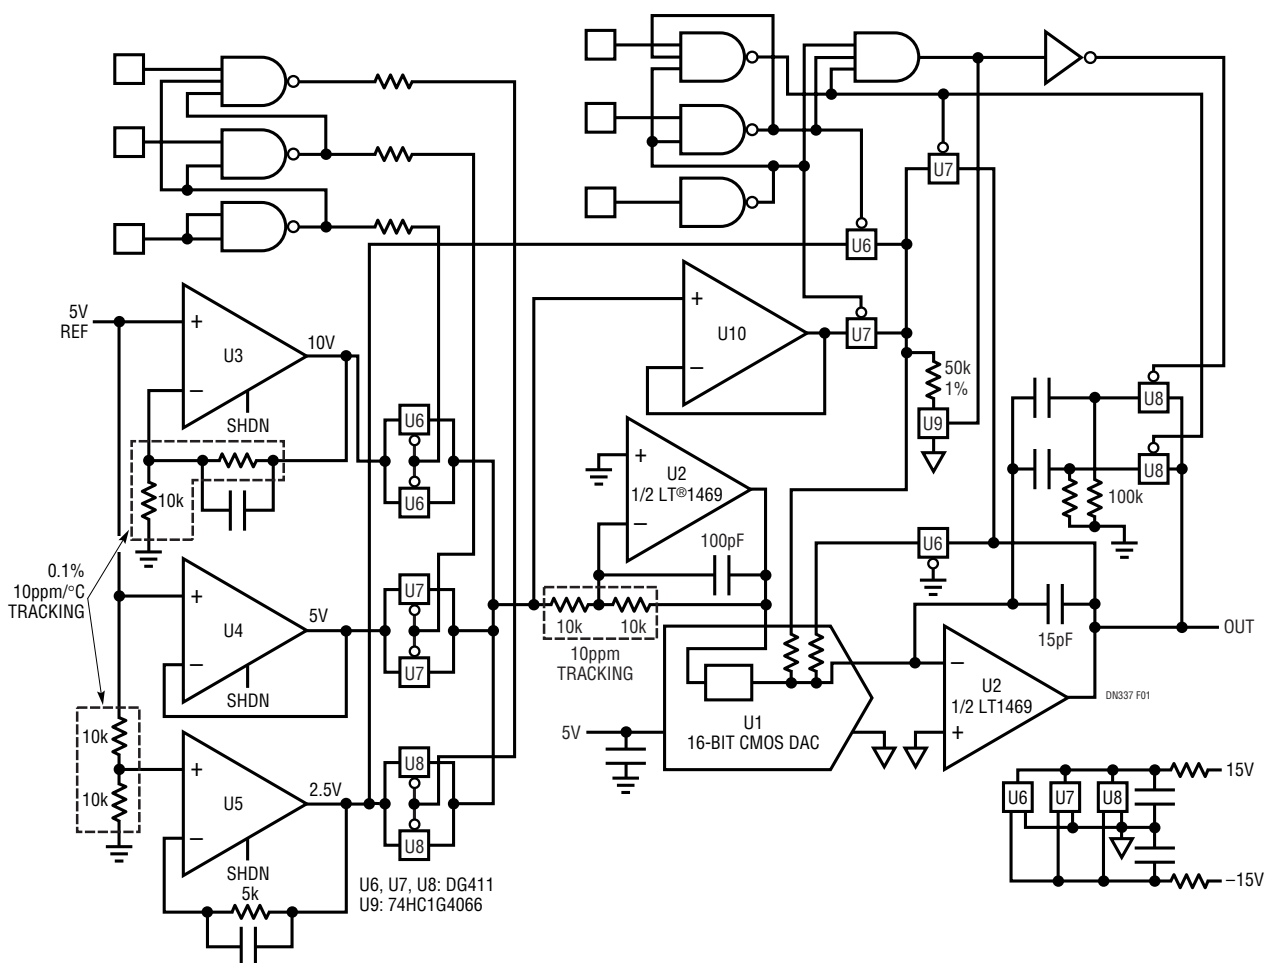 U7
U6
5V
REF
+
U3
10V
−
SHDN
10k
+
U10
−
U7
50k
1%
U9
U8
U6
U6
+
U2
1/2 LT®1469
−
U8
100k
100pF
U6
0.1%
10ppm/°C
TRACKING
+
U4
5V
−
SHDN
U7
U7
10k
10k
10ppm
TRACKING
15pF
OUT
−
U2
1/2 LT1469
+
DN337 F01
U1
16-BIT CMOS DAC
5V
10k
10k
+
U5
2.5V
−
SHDN
5k
U8
U8
15V
U6
U7
U8
−15V
U6, U7, U8: DG411
U9: 74HC1G4066